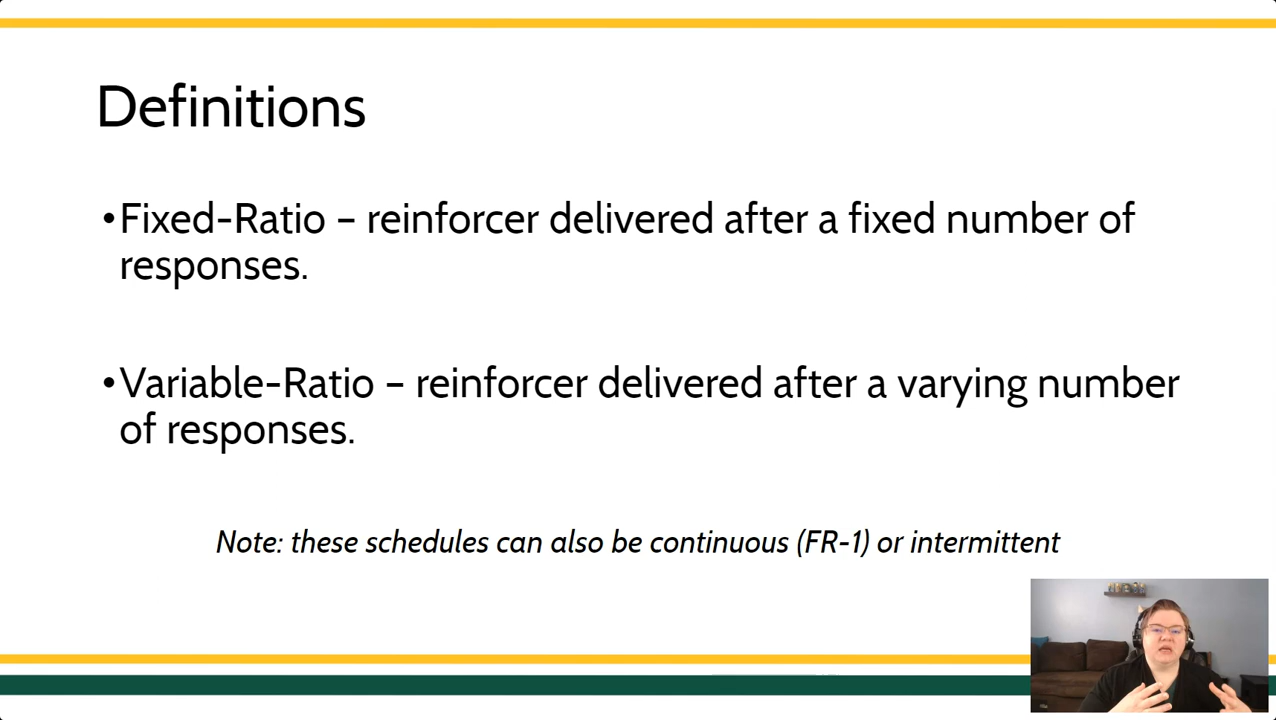 Definitions
•Fixed-Ratio – reinforcer delivered after a fixed number of
responses.
•Variable-Ratio – reinforcer delivered after a varying number
of responses.
Note: these schedules can also be continuous (FR-1) or intermittent